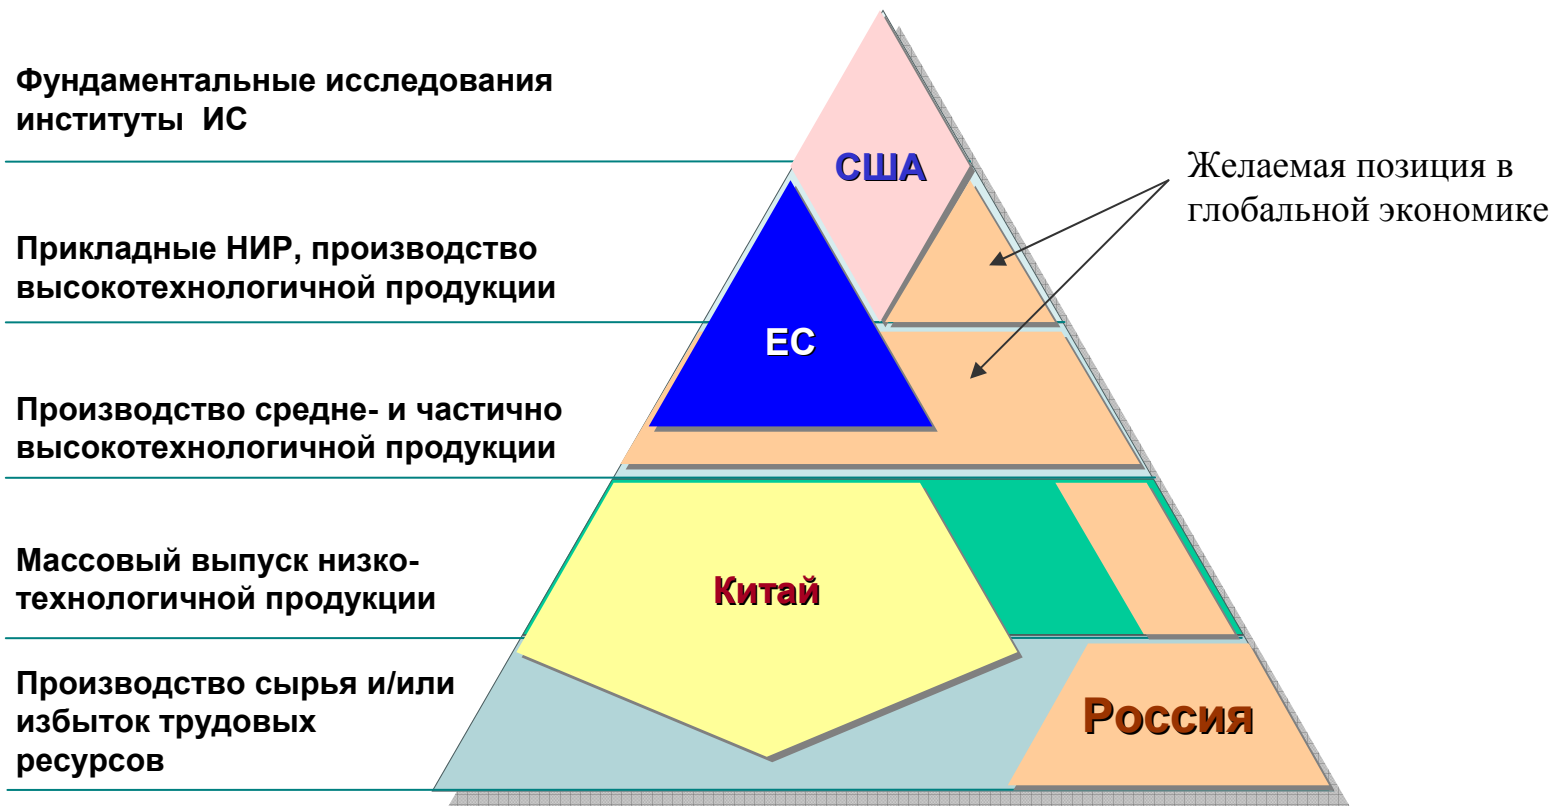 Фундаментальные исследования
институты ИС
США
Желаемая позиция в
глобальной экономике
Прикладные НИР, производство
высокотехнологичной продукции
ЕС
Производство средне- и частично
высокотехнологичной продукции
Массовый выпуск низко-
технологичной продукции
Китай
Производство сырья и/или
избыток трудовых
ресурсов
Россия